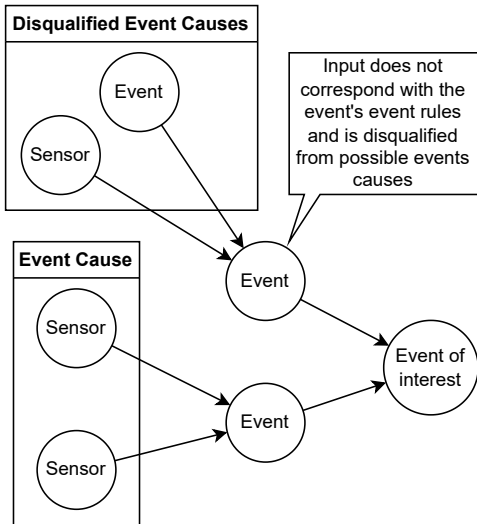 Disqualified Event Causes
Event
Sensor
Input does not
correspond with the
event's event rules
and is disqualified
from possible events
causes
Event Cause
Sensor
Event
Event of
interest
Event
Sensor